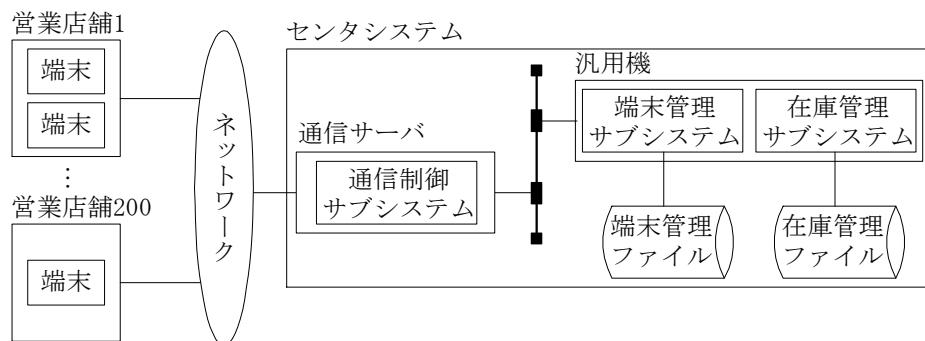 営業店舗1
端末
端末
⋮
営業店舗200
端末
ネットワーク
センタシステム
通信サーバ
通信制御
サブシステム
汎用機
端末管理
サブシステム
在庫管理
サブシステム
端末管理
ファイル
在庫管理
ファイル